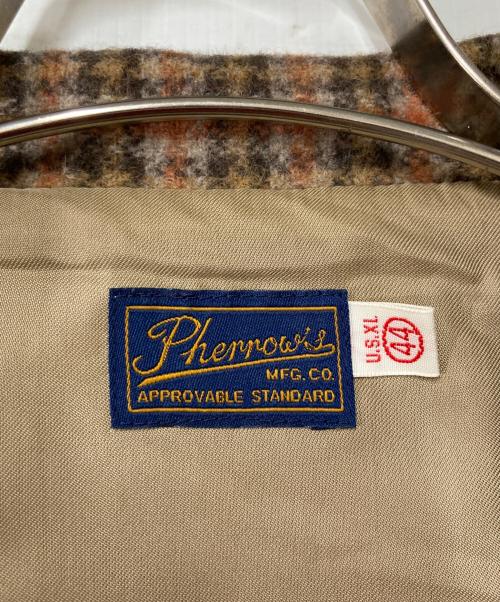 Pherrow's
MFG. CO.
APPROVABLE STANDARD
U.S. XL
44